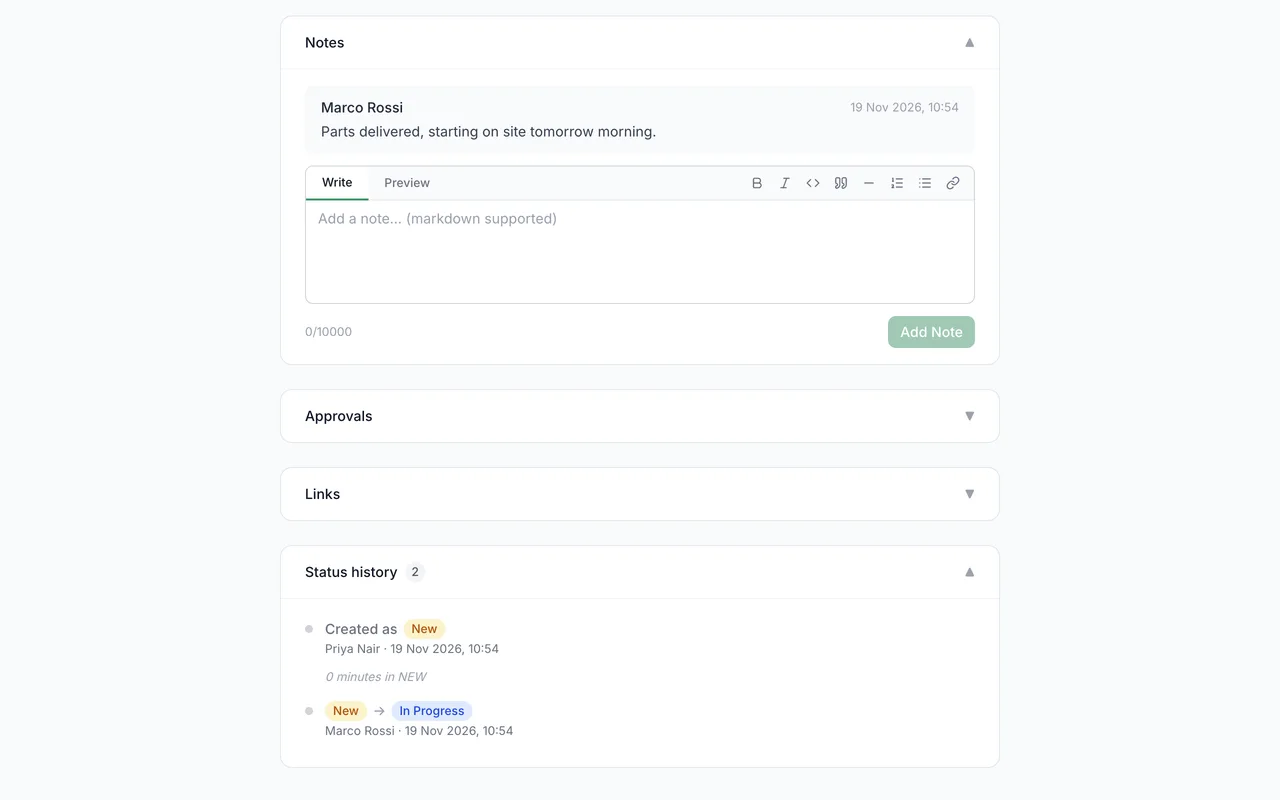 Notes ▲
Marco Rossi 19 Nov 2026, 10:54
Parts delivered, starting on site tomorrow morning.
Write Preview
Add a note... (markdown supported)
0/10000 Add Note
Approvals ▼
Links ▼
Status history 2 ▲
Created as New
Priya Nair · 19 Nov 2026, 10:54
0 minutes in NEW
New → In Progress
Marco Rossi · 19 Nov 2026, 10:54